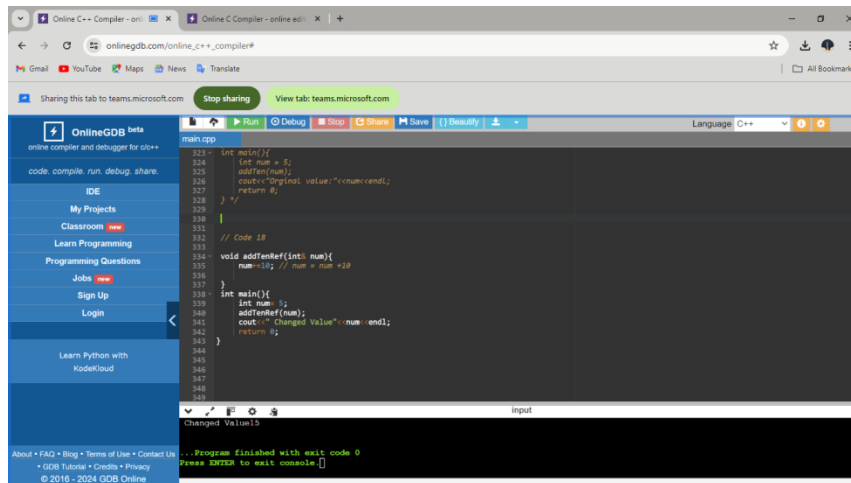 Online C++ Compiler - onli
Online C Compiler - online edit
onlinegdb.com/online_c++_compiler#
Gmail YouTube Maps News Translate
All Bookmark
Sharing this tab to teams.microsoft.com Stop sharing View tab: teams.microsoft.com
Run Debug Stop Share Save {} Beautify
Language C++
OnlineGDB beta
online compiler and debugger for c/c++
code. compile. run. debug. share.
IDE
My Projects
Classroom new
Learn Programming
Programming Questions
Jobs new
Sign Up
Login
Learn Python with
KodeKloud
About • FAQ • Blog • Terms of Use • Contact Us
• GDB Tutorial • Credits • Privacy
© 2016 - 2024 GDB Online
main.cpp
323 int main(){
324 int num = 5;
325 addTen(num);
326 cout<<"Orginal value:"<<num<<endl;
327 return 0;
328 } */
329
330
331
332 // Code 18
333
334 void addTenRef(int& num){
335 num+=10; // num = num +10
336
337 }
338 int main(){
339 int num= 5;
340 addTenRef(num);
341 cout<<" Changed Value"<<num<<endl;
342 return 0;
343 }
344
345
346
347
348
349
input
Changed Value15
...Program finished with exit code 0
Press ENTER to exit console.